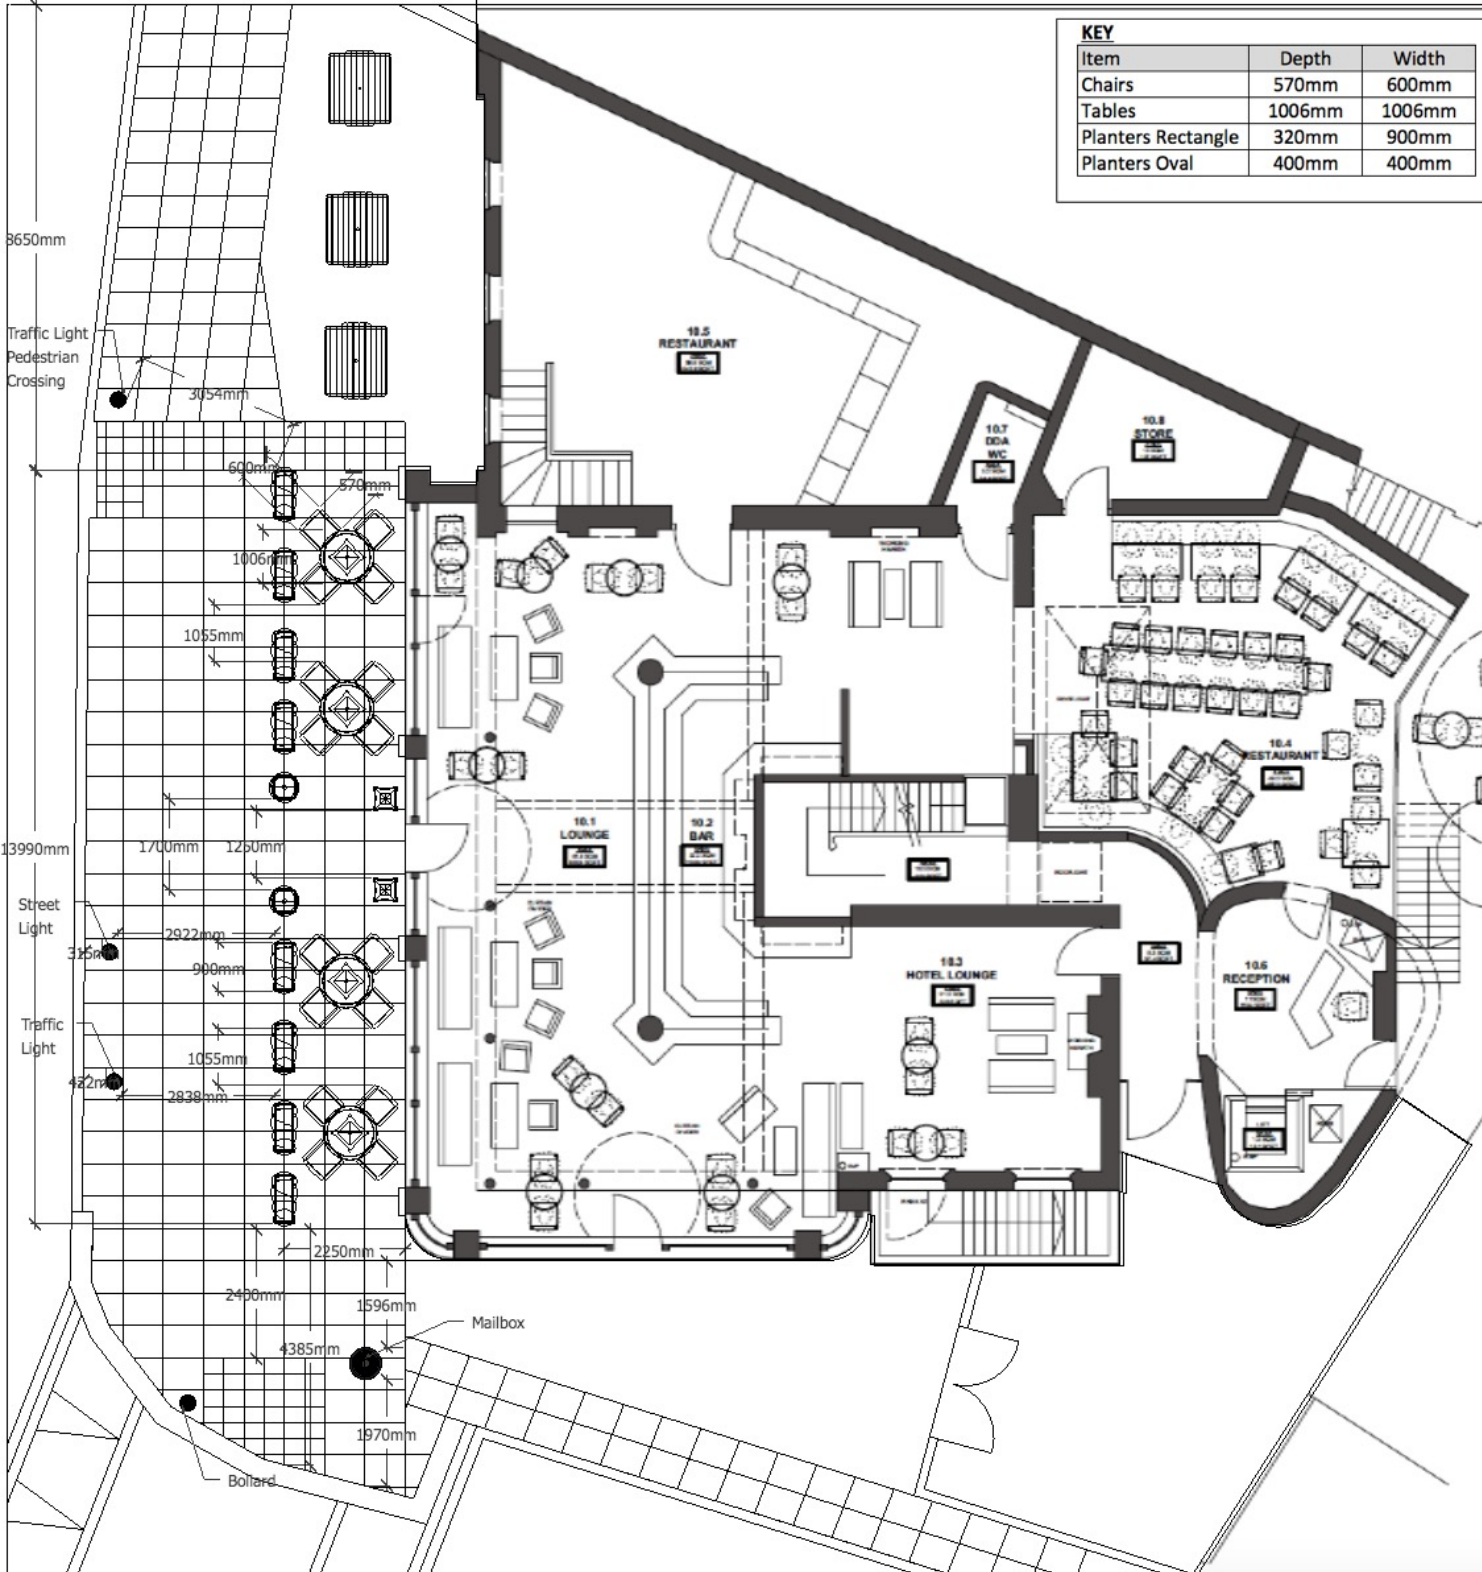 KEY
Item Depth Width
Chairs 570mm 600mm
Tables 1006mm 1006mm
Planters Rectangle 320mm 900mm
Planters Oval 400mm 400mm
8650mm
Traffic Light
Pedestrian
Crossing
3054mm
600mm
570mm
1006mm
1055mm
13990mm
1700mm
1250mm
Street
Light
315mm
2922mm
900mm
Traffic
Light
1055mm
422mm
2838mm
2250mm
2400mm
1596mm
4385mm
Mailbox
1970mm
Bollard
10.5
RESTAURANT
10.7
DDA
WC
10.8
STORE
10.4
RESTAURANT
10.1
LOUNGE
10.2
BAR
10.3
HOTEL LOUNGE
10.6
RECEPTION